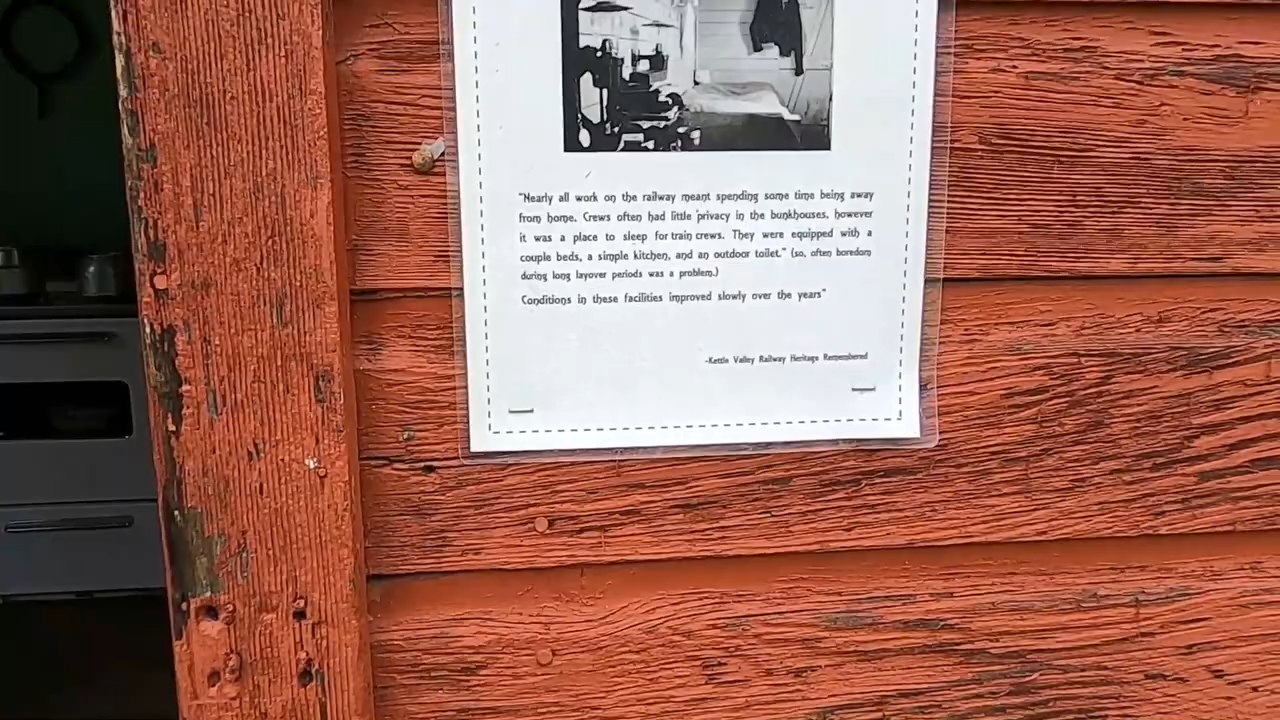 "Nearly all work on the railway meant spending some time being away
from home. Crews often had little privacy in the bunkhouses, however
it was a place to sleep for train crews. They were equipped with a
couple beds, a simple kitchen, and an outdoor toilet." (so, often boredom
during long layover periods was a problem.)
Conditions in these facilities improved slowly over the years"
-Kettle Valley Railway Heritage Remembered